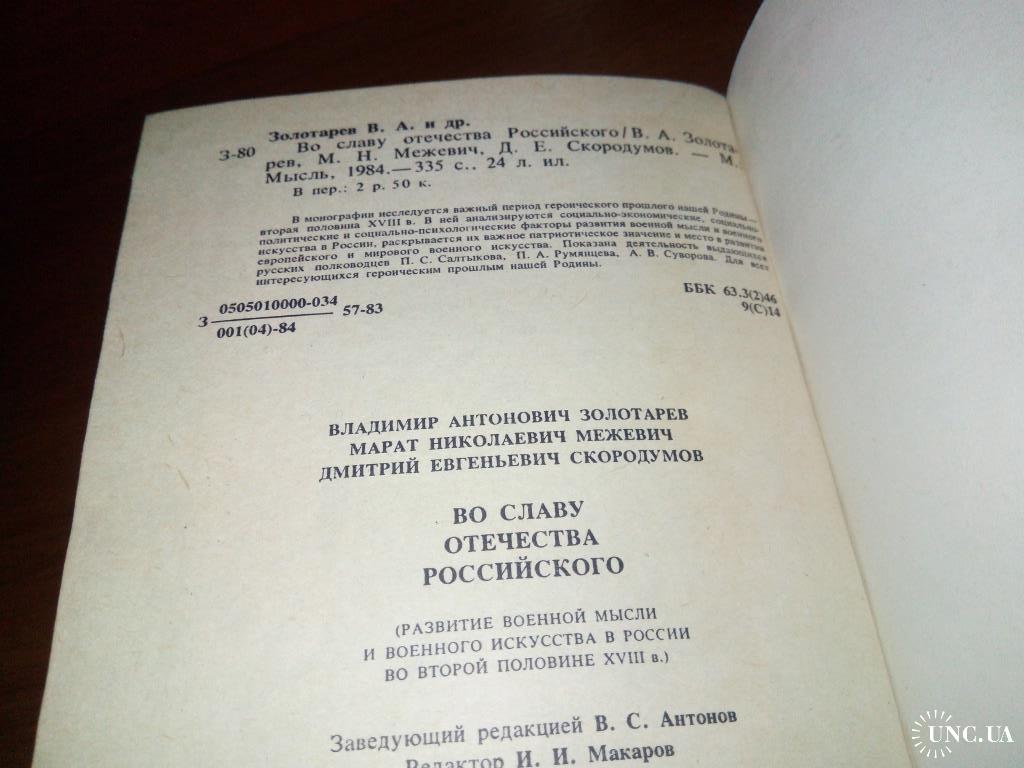 Золотарев В. А. и др.
З-80 Во славу отечества Российского/В. А. Золота-
рев, М. Н. Межевич, Д. Е. Скородумов. — М.
Мысль, 1984.— 335 с., 24 л. ил.
В пер.: 2 р. 50 к.
В монографии исследуется важный период героического прошлого нашей Родины —
вторая половина XVIII в. В ней анализируются социально-экономические, социально-
политические и социально-психологические факторы развития военной мысли и военного
искусства в России, раскрывается их важное патриотическое значение и место в развитии
европейского и мирового военного искусства. Показана деятельность выдающихся
русских полководцев П. С. Салтыкова, П. А. Румянцева, А. В. Суворова. Для всех
интересующихся героическим прошлым нашей Родины.
0505010000-034
З 57-83
001(04)-84
ББК 63.3(2)46
9(С)14
ВЛАДИМИР АНТОНОВИЧ ЗОЛОТАРЕВ
МАРАТ НИКОЛАЕВИЧ МЕЖЕВИЧ
ДМИТРИЙ ЕВГЕНЬЕВИЧ СКОРОДУМОВ
ВО СЛАВУ
ОТЕЧЕСТВА
РОССИЙСКОГО
(РАЗВИТИЕ ВОЕННОЙ МЫСЛИ
И ВОЕННОГО ИСКУССТВА В РОССИИ
ВО ВТОРОЙ ПОЛОВИНЕ XVIII в.)
Заведующий редакцией В. С. Антонов
Редактор И. И. Макаров
UNC.UA